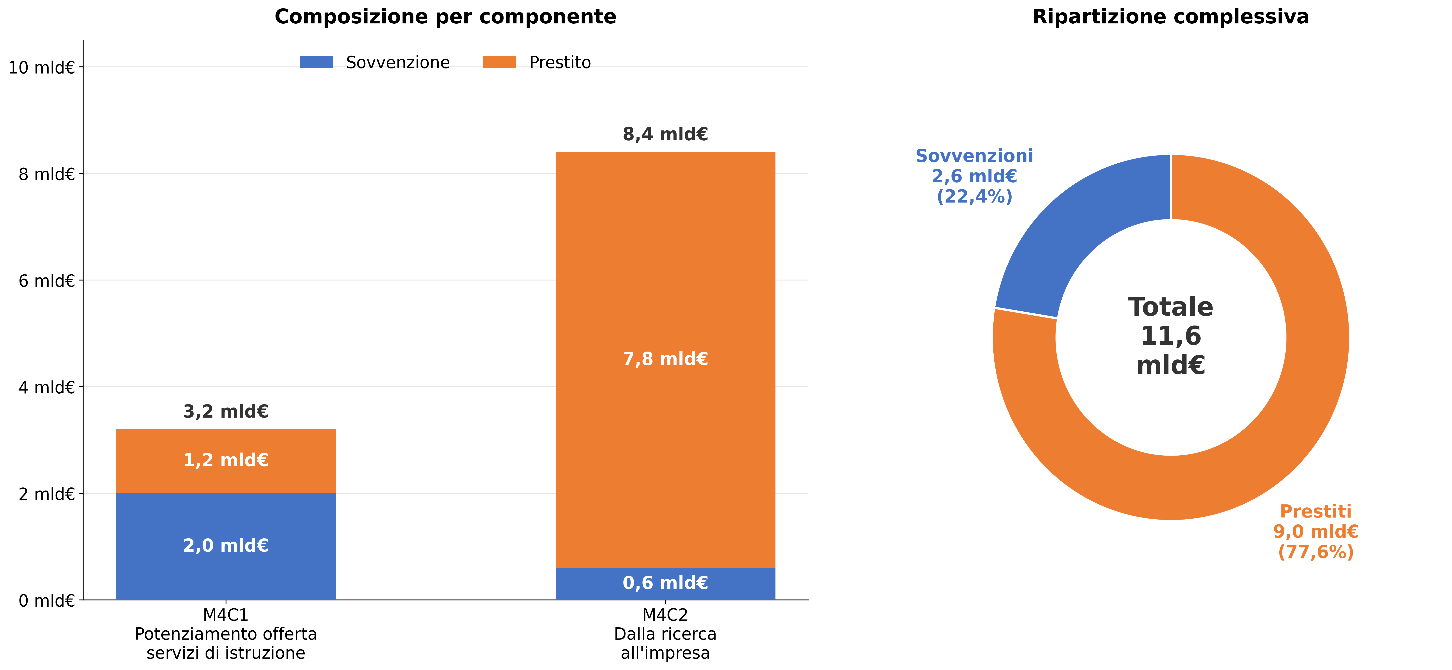 Composizione per componente
10 mld€
8 mld€
6 mld€
4 mld€
2 mld€
0 mld€
Sovvenzione
Prestito
3,2 mld€
1,2 mld€
2,0 mld€
8,4 mld€
7,8 mld€
0,6 mld€
M4C1
Potenziamento offerta
servizi di istruzione
M4C2
Dalla ricerca
all'impresa
Ripartizione complessiva
Sovvenzioni
2,6 mld€
(22,4%)
Totale
11,6
mld€
Prestiti
9,0 mld€
(77,6%)